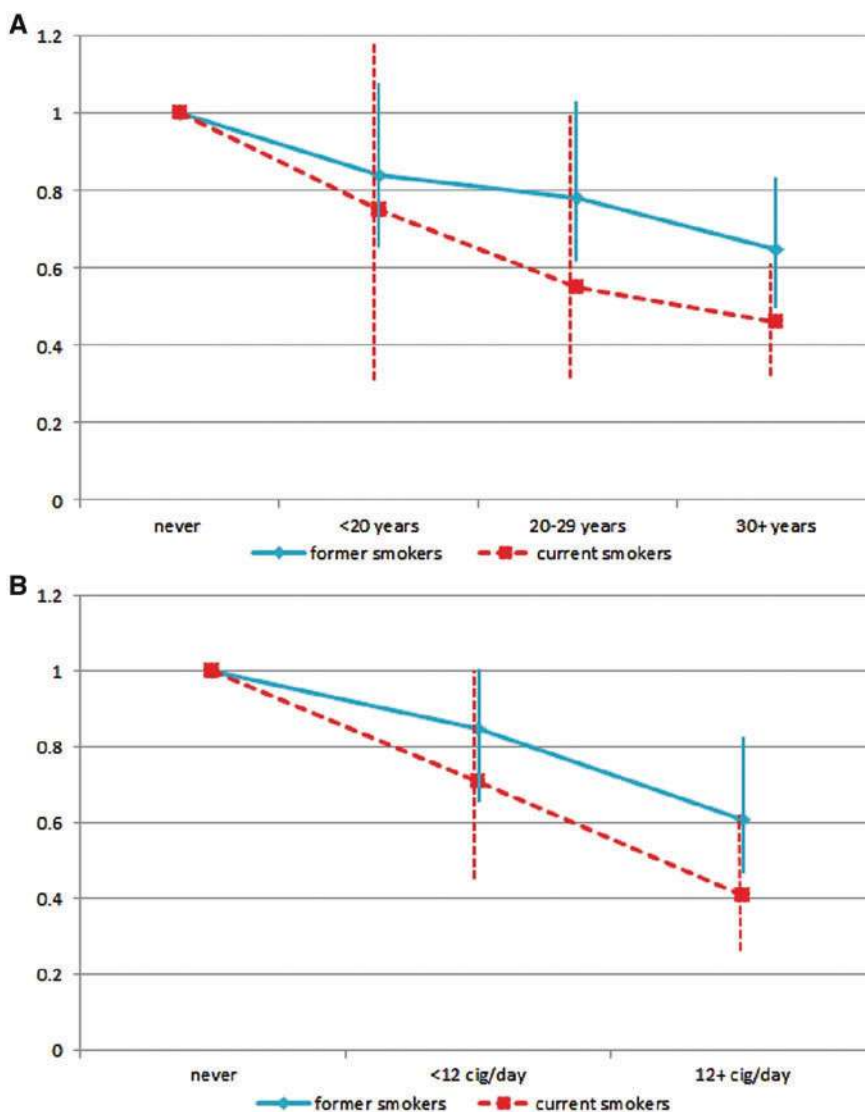 A
1.2
1
0.8
0.6
0.4
0.2
0
never <20 years 20-29 years 30+ years
former smokers current smokers
B
1.2
1
0.8
0.6
0.4
0.2
0
never <12 cig/day 12+ cig/day
former smokers current smokers